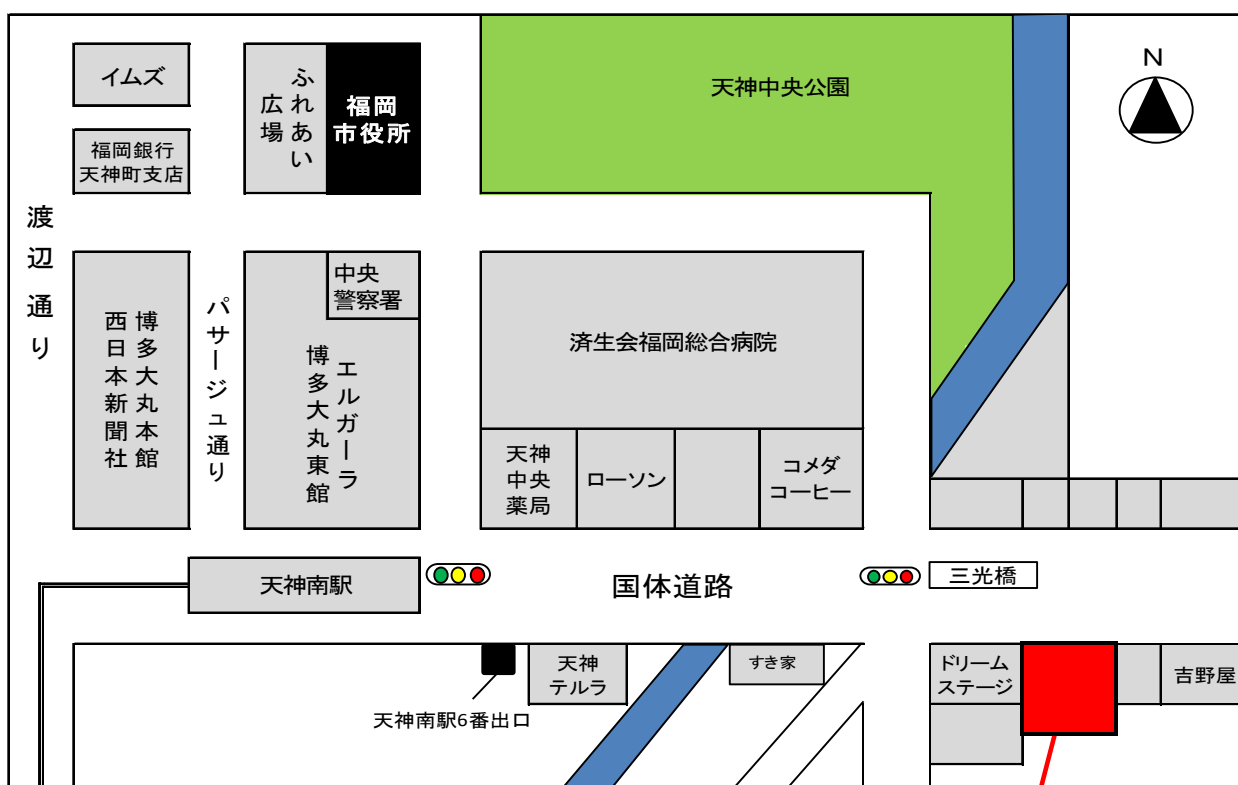 イムズ
福岡銀行
天神町支店
ふれあい
広場
福岡
市役所
天神中央公園
N
渡辺通り
博多大丸本館
西日本新聞社
パサージュ通り
中央
警察署
エルガーラ
博多大丸東館
済生会福岡総合病院
天神
中央
薬局
ローソン
コメダ
コーヒー
天神南駅
国体道路
三光橋
天神
テルラ
すき家
ドリーム
ステージ
吉野屋
天神南駅6番出口